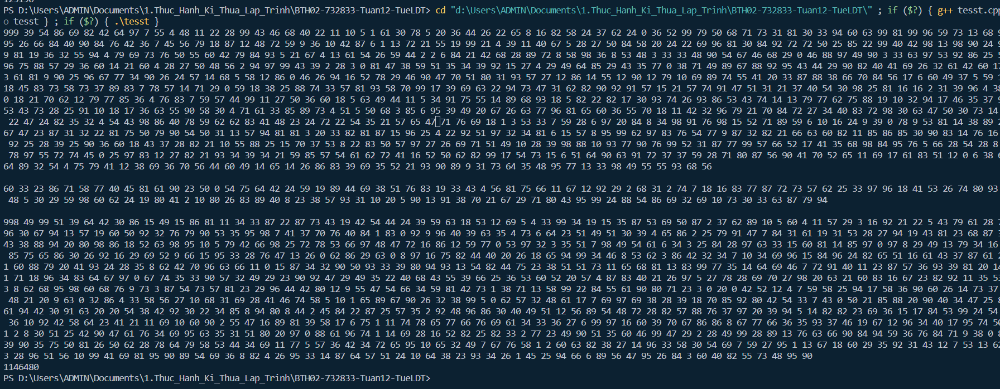 PS D:\Users\ADMIN\Documents\1.Thuc_Hanh_Ki_Thua_Lap_Trinh\BTH02-732833-Tuan12-TueLDT> cd "d:\Users\ADMIN\Documents\1.Thuc_Hanh_Ki_Thua_Lap_Trinh\BTH02-732833-Tuan12-TueLDT\" ; if ($?) { g++ tesst.cpp
o tesst } ; if ($?) { .\tesst }
999 39 54 86 69 82 42 64 97 7 55 4 48 11 22 28 99 43 46 68 40 22 11 10 5 1 61 30 78 5 20 36 44 26 22 65 8 16 82 58 24 37 62 24 0 36 52 99 79 50 68 71 73 31 81 30 33 94 60 63 99 81 99 96 59 73 13 68
95 26 66 84 40 90 84 76 42 36 7 45 56 79 18 87 12 48 72 59 9 36 10 42 87 6 1 13 72 21 55 19 99 21 4 39 11 40 67 5 28 27 50 84 58 20 24 22 69 96 81 30 84 92 72 72 50 25 85 22 99 40 42 98 13 98 90 24
9 81 19 36 32 55 94 4 79 69 73 76 50 55 60 42 79 84 93 5 21 67 4 13 61 54 26 59 44 2 2 6 84 21 42 68 28 89 72 8 58 98 36 8 53 48 3 33 33 48 90 54 67 46 68 29 0 46 88 97 49 90 3 33 63 97 53 92 86 25
96 75 88 57 29 36 60 14 21 60 4 28 27 50 48 56 2 94 97 99 43 39 2 28 3 0 81 47 38 59 51 35 34 39 92 15 27 4 29 49 64 85 29 43 35 77 0 38 71 49 89 67 88 92 95 43 44 29 90 82 40 41 69 26 32 61 42 60
3 61 81 9 90 25 96 67 77 34 90 26 24 57 14 68 5 58 12 86 0 46 26 94 16 52 78 29 46 90 47 70 51 80 31 93 57 27 12 86 14 55 12 90 12 79 10 69 89 74 55 41 20 33 87 88 38 66 70 84 56 17 6 60 49 37 5 59
18 45 83 73 58 73 37 89 83 7 78 57 14 71 29 0 59 18 38 25 88 74 33 57 81 93 58 70 99 17 39 69 63 22 94 73 47 31 62 82 90 92 91 57 15 21 57 74 91 47 51 31 21 37 40 54 30 98 25 81 16 16 2 31 39 96 4
0 18 21 70 62 12 79 77 85 36 4 76 83 7 59 57 44 99 11 27 50 36 60 18 5 63 49 44 11 5 34 91 75 55 14 89 68 93 18 5 82 22 82 17 30 93 74 26 93 86 53 43 74 14 13 79 77 62 75 88 19 10 32 94 17 46 35 37
53 43 73 28 25 91 10 18 17 36 63 55 90 58 30 4 71 61 33 85 89 73 4 51 5 50 68 3 85 6 95 39 49 20 67 26 63 77 96 81 65 60 36 55 70 18 11 42 32 96 79 21 70 84 72 27 34 40 83 72 98 30 63 47 50 30 73 14
22 47 24 82 35 32 4 54 43 98 86 40 78 59 62 62 83 41 48 23 24 72 22 54 35 21 57 65 47 71 76 69 18 1 3 53 33 7 59 28 6 97 20 84 8 34 98 91 76 98 15 52 71 89 59 6 10 16 24 9 39 0 78 9 53 81 14 38 89
67 47 23 87 31 32 22 81 75 50 79 90 54 50 31 13 57 94 81 81 3 20 33 82 81 87 15 96 25 4 22 92 51 97 32 34 81 6 15 57 8 95 99 62 97 83 76 54 77 9 87 32 82 21 66 63 60 82 11 85 86 85 30 90 83 14 76 16
92 25 28 39 25 90 36 60 18 43 37 28 82 21 10 55 88 25 15 70 37 53 8 22 83 50 57 97 27 26 69 71 51 49 10 28 39 98 88 10 93 77 90 76 99 52 31 87 77 99 57 66 52 17 41 35 68 98 84 95 76 5 66 28 54 28 8
78 97 55 72 74 45 0 25 97 83 12 27 82 21 93 34 39 34 21 59 85 57 54 61 62 72 41 16 52 50 62 82 99 17 54 73 15 6 51 64 90 63 91 72 37 37 59 28 71 80 87 56 90 41 70 52 65 11 69 17 61 83 51 12 0 6 38
64 89 32 54 4 75 79 41 12 38 69 36 70 56 44 60 49 14 65 14 26 86 83 39 69 35 52 21 93 90 89 9 31 73 64 35 48 95 77 13 33 98 49 55 55 93 68 56
60 33 23 86 71 58 77 40 45 81 61 90 23 50 0 54 75 64 42 24 59 19 89 44 69 38 51 76 83 19 33 43 4 56 81 75 66 11 67 12 92 29 2 68 31 2 74 7 18 16 83 77 87 72 73 57 62 25 33 97 96 18 41 53 26 74 80 93
48 5 30 29 59 98 60 62 24 19 80 41 2 10 80 26 83 89 40 8 23 38 57 93 31 10 20 5 90 13 91 38 70 21 67 29 71 80 43 95 99 24 88 54 86 69 32 69 10 73 30 33 63 87 79 94
998 49 99 51 39 64 42 30 86 15 49 15 86 81 11 34 33 87 22 87 73 43 19 42 54 44 24 39 59 63 18 53 12 69 5 4 33 99 34 19 15 35 87 53 69 50 87 2 37 62 89 10 5 60 4 11 57 29 3 16 92 21 22 5 43 79 61 28
96 30 67 94 13 57 19 60 50 92 32 76 79 90 53 35 95 98 7 41 37 70 76 40 84 1 83 0 92 9 96 40 39 63 35 4 73 6 64 23 51 49 51 30 39 4 65 86 2 25 79 91 47 7 84 31 61 19 31 53 28 27 94 19 43 81 23 68 87
43 38 88 94 20 80 98 86 18 52 63 98 95 10 5 79 42 66 98 25 72 78 53 66 97 48 47 72 16 86 12 59 77 0 53 97 32 3 35 51 7 98 49 54 61 6 34 3 25 84 28 97 63 33 15 60 81 14 85 97 0 97 8 29 49 13 79 34 16
85 75 65 86 30 26 92 16 29 69 52 9 66 15 95 33 28 76 47 13 26 0 62 86 29 63 0 8 97 16 75 82 44 40 20 26 18 65 94 99 34 46 8 53 62 3 86 42 32 34 7 10 34 69 96 15 84 96 24 82 65 51 16 61 43 37 87 61
1 60 88 79 20 41 93 24 28 35 8 62 42 70 96 63 66 11 0 15 87 34 32 90 50 93 33 39 80 94 93 13 54 82 44 75 23 38 51 51 73 11 65 68 81 13 83 99 77 35 14 64 69 46 7 72 91 40 11 23 87 57 36 93 39 81 20
1 71 18 96 34 83 64 67 97 0 67 74 35 33 90 57 32 49 29 23 90 92 47 29 49 35 22 40 68 43 55 39 66 25 36 53 60 52 20 57 4 87 83 40 21 26 97 5 27 78 28 69 70 27 98 20 63 21 60 83 16 67 23 82 92 11 35
3 8 62 68 95 98 60 68 76 9 73 3 87 54 73 57 81 23 29 96 44 42 80 12 9 55 47 54 66 34 59 81 42 73 1 38 71 13 58 99 22 84 55 61 90 80 71 23 3 0 20 0 42 52 12 4 7 59 58 25 94 17 58 36 90 60 26 14 73 37
48 21 20 9 63 0 32 86 4 33 58 56 27 10 68 31 69 28 41 46 74 58 5 10 1 65 89 67 90 26 32 38 99 5 0 62 57 32 48 61 17 7 69 97 69 38 28 39 18 70 85 92 80 42 54 33 7 43 0 50 21 85 88 20 90 40 34 47 25
61 94 42 30 91 63 20 20 54 38 42 92 30 22 34 85 8 94 80 8 44 2 45 84 22 87 25 57 35 2 92 48 96 86 30 40 49 51 12 56 89 54 48 72 28 82 57 88 76 37 97 20 39 94 5 14 82 82 23 69 36 15 17 84 53 99 24 54
36 10 92 42 58 64 23 41 21 11 69 10 60 90 2 55 47 16 89 81 39 58 17 6 75 1 11 74 78 65 77 66 76 69 61 34 33 36 27 6 99 97 16 60 39 70 67 86 86 8 67 77 66 36 35 93 37 46 19 67 12 96 34 40 17 95 74
1 2 8 30 51 25 42 90 47 61 76 34 69 95 63 35 31 51 80 20 97 0 88 61 96 74 1 14 69 28 16 52 82 25 82 33 2 77 23 49 90 51 35 60 46 99 47 29 2 28 49 99 28 89 13 76 63 66 90 84 94 59 36 76 84 71 9 38 0
39 90 35 75 50 81 26 50 62 28 78 64 79 58 53 44 34 69 11 77 5 57 36 42 34 72 65 95 10 65 32 49 7 67 76 58 1 2 60 63 82 38 27 14 96 33 58 30 54 69 7 59 27 95 1 13 67 18 60 29 35 92 31 43 12 7 53 13
3 28 96 51 56 10 99 41 69 81 95 90 89 54 69 36 8 82 4 26 95 33 14 87 64 57 51 24 10 64 38 23 93 34 26 1 45 25 94 66 6 89 56 47 95 26 84 3 60 40 82 55 73 48 95 90
1146480
PS D:\Users\ADMIN\Documents\1.Thuc_Hanh_Ki_Thua_Lap_Trinh\BTH02-732833-Tuan12-TueLDT>